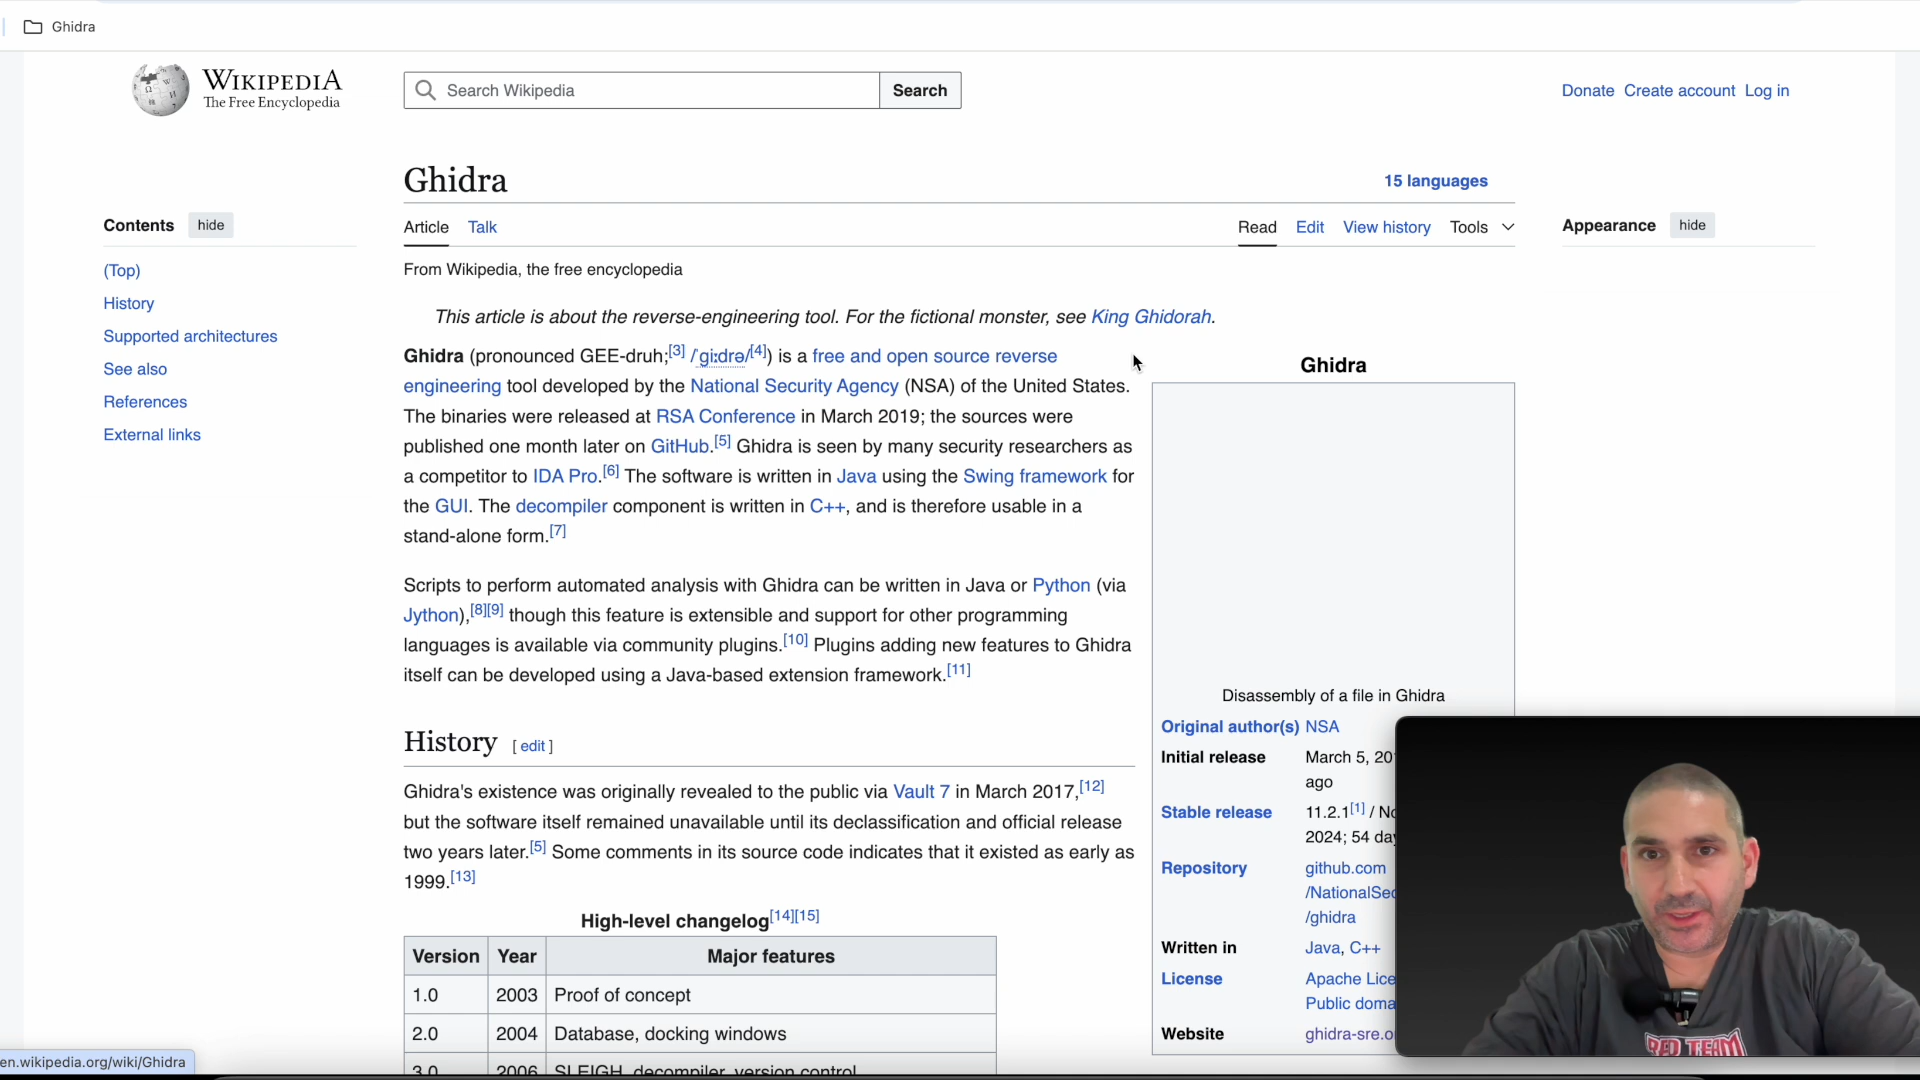 Ghidra
WIKIPEDIA
The Free Encyclopedia
Search Wikipedia
Search
Donate Create account Log in
Ghidra
15 languages
Contents hide
Article Talk
Read Edit View history Tools
Appearance hide
(Top)
History
Supported architectures
See also
References
External links
From Wikipedia, the free encyclopedia
This article is about the reverse-engineering tool. For the fictional monster, see King Ghidorah.
Ghidra (pronounced GEE-druh;[3] /ˈɡiːdrə/[4]) is a free and open source reverse
engineering tool developed by the National Security Agency (NSA) of the United States.
The binaries were released at RSA Conference in March 2019; the sources were
published one month later on GitHub.[5] Ghidra is seen by many security researchers as
a competitor to IDA Pro.[6] The software is written in Java using the Swing framework for
the GUI. The decompiler component is written in C++, and is therefore usable in a
stand-alone form.[7]
Scripts to perform automated analysis with Ghidra can be written in Java or Python (via
Jython),[8][9] though this feature is extensible and support for other programming
languages is available via community plugins.[10] Plugins adding new features to Ghidra
itself can be developed using a Java-based extension framework.[11]
History [ edit ]
Ghidra's existence was originally revealed to the public via Vault 7 in March 2017,[12]
but the software itself remained unavailable until its declassification and official release
two years later.[5] Some comments in its source code indicates that it existed as early as
1999.[13]
High-level changelog[14][15]
Version Year Major features
1.0 2003 Proof of concept
2.0 2004 Database, docking windows
3.0 2006 SLEIGH, decompiler, version control
Ghidra
Disassembly of a file in Ghidra
Original author(s) NSA
Initial release March 5, 20
ago
Stable release 11.2.1[1] / No
2024; 54 day
Repository github.com
/NationalSec
/ghidra
Written in Java, C++
License Apache Lice
Public doma
Website ghidra-sre.o
RED TEAM
en.wikipedia.org/wiki/Ghidra